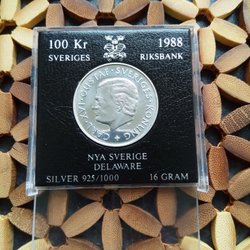 100 Kr 1988
SVERIGES RIKSBANK
CARL XVI GUSTAF · SVERIGES KONUNG
NYA SVERIGE
DELAWARE
SILVER 925/1000 16 GRAM